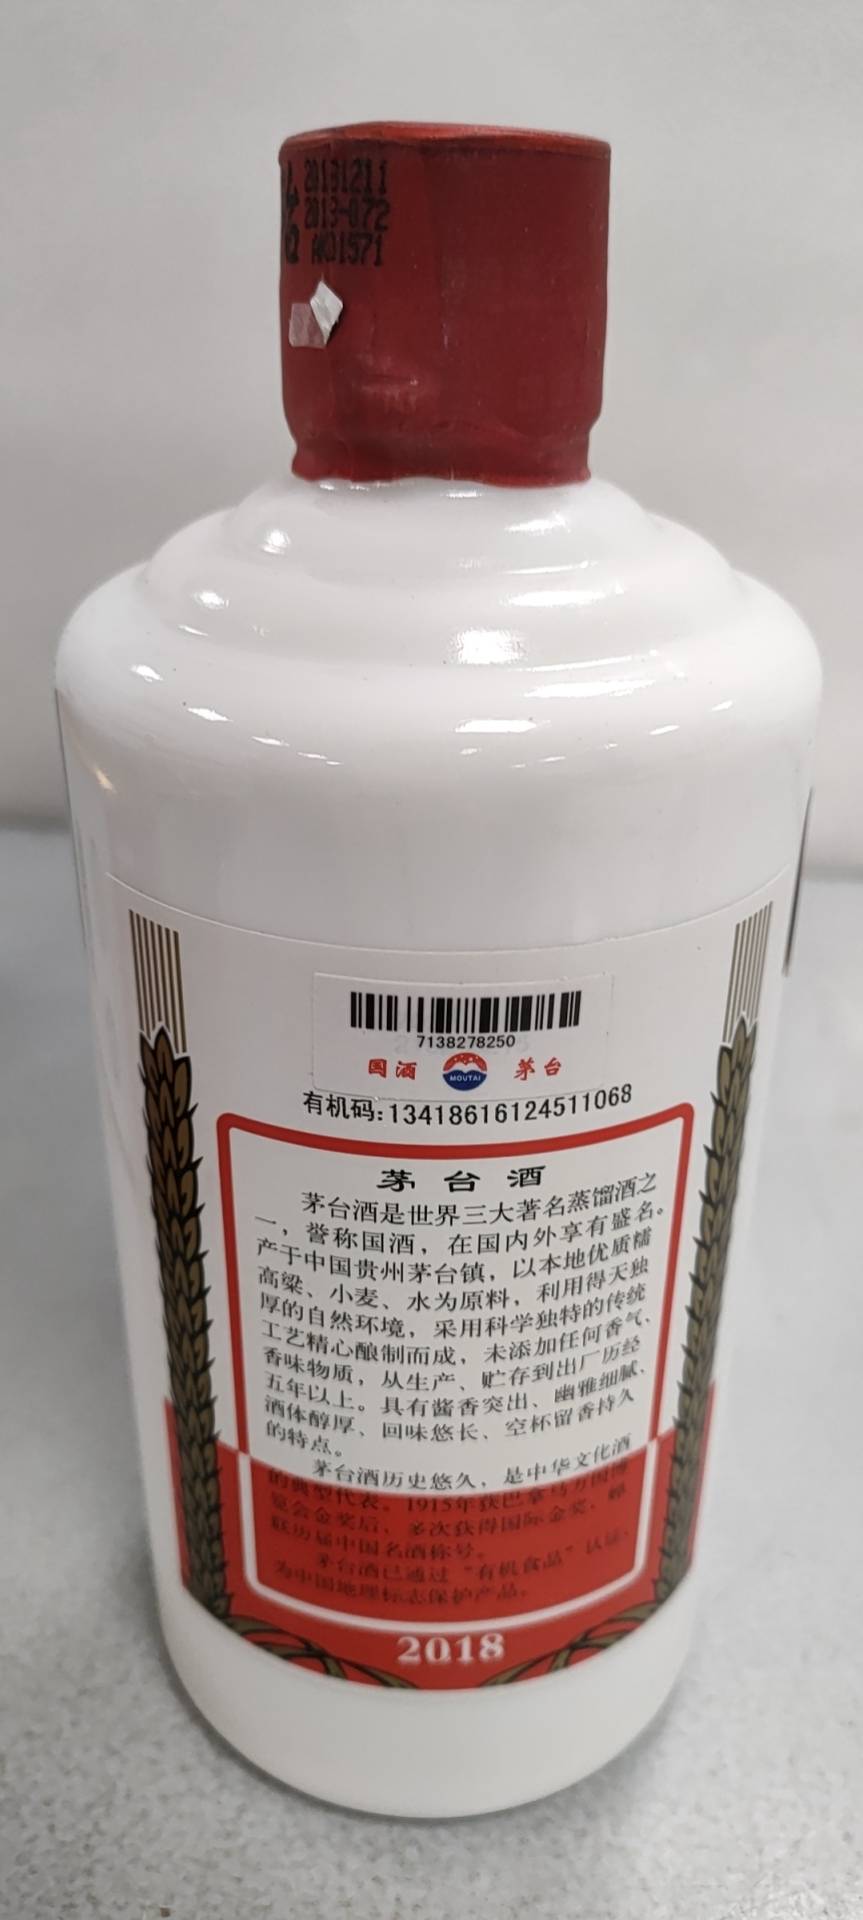 20181211
2018-072
7138278250
国酒
MOUTAI
茅台
有机码:13418616124511068
茅台酒
茅台酒是世界三大著名蒸馏酒之
一，誉称国酒，在国内外享有盛名。
产于中国贵州茅台镇，以本地优质糯
高粱、小麦、水为原料，利用得天独
厚的自然环境，采用科学独特的传统
工艺精心酿制而成，未添加任何香气、
香味物质，从生产、贮存到出厂历经
五年以上。具有酱香突出、幽雅细腻、
酒体醇厚、回味悠长、空杯留香持久
的特点。
茅台酒历史悠久，是中华文化酒
的典型代表。1915年获巴拿马万国博
览会金奖后，多次获得国际金奖，蝉
联历届中国名酒称号。
茅台酒已通过“有机食品”认证、
为中国地理标志保护产品。
2018